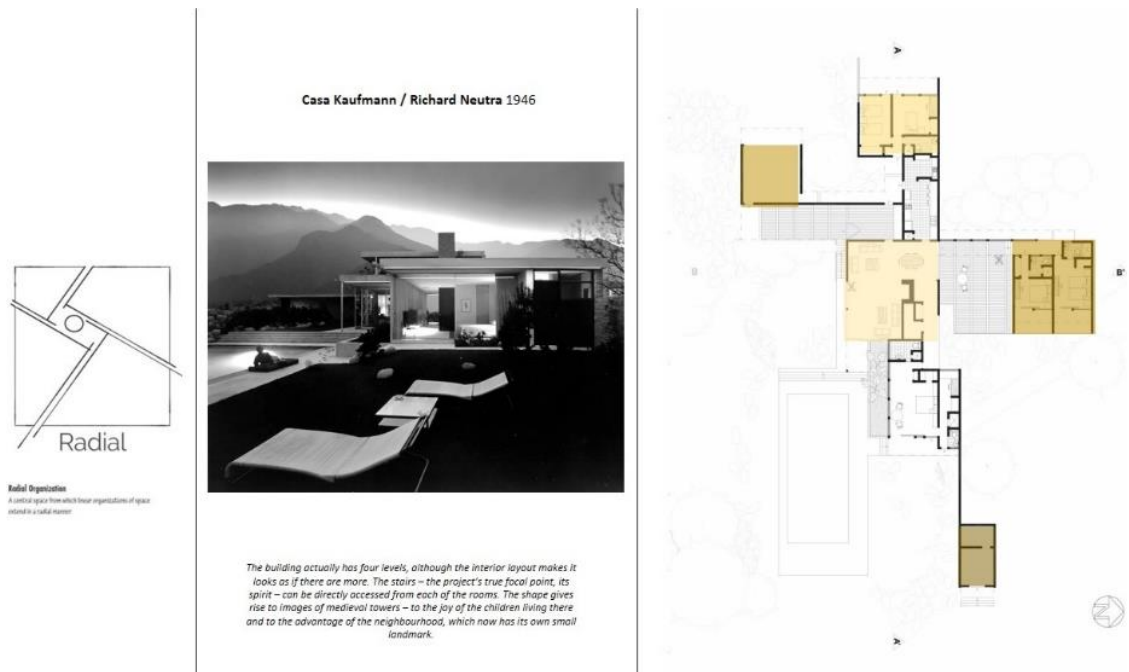 Radial
Radial Organization
A central space from which linear organizations of space
extend in a radial manner
Casa Kaufmann / Richard Neutra 1946
The building actually has four levels, although the interior layout makes it
looks as if there are more. The stairs – the project's true focal point, its
spirit – can be directly accessed from each of the rooms. The shape gives
rise to images of medieval towers – to the joy of the children living there
and to the advantage of the neighbourhood, which now has its own small
landmark.
A
B
B'
A'